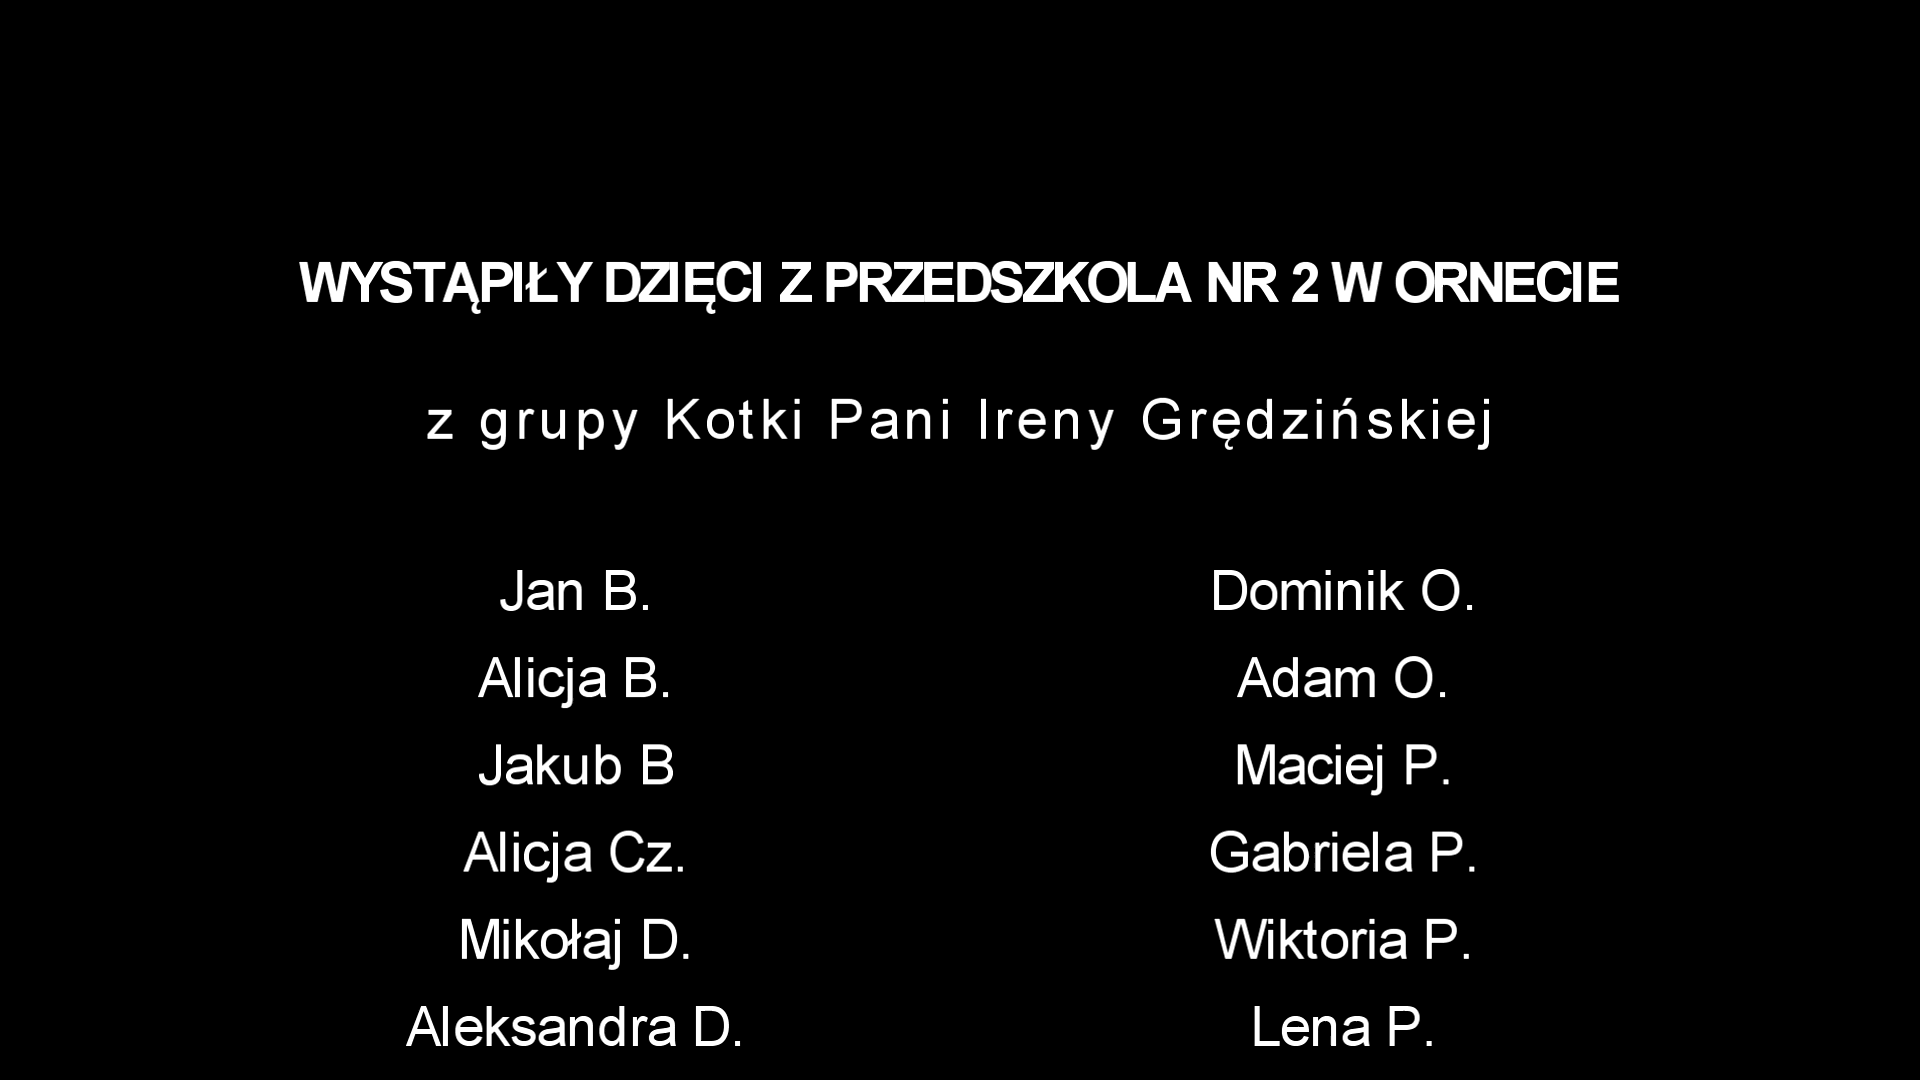 WYSTĄPIŁY DZIĘCI Z PRZEDSZKOLA NR 2 W ORNECIE
z grupy Kotki Pani Ireny Grędzińskiej
Jan B.
Alicja B.
Jakub B
Alicja Cz.
Mikołaj D.
Aleksandra D.
Dominik O.
Adam O.
Maciej P.
Gabriela P.
Wiktoria P.
Lena P.